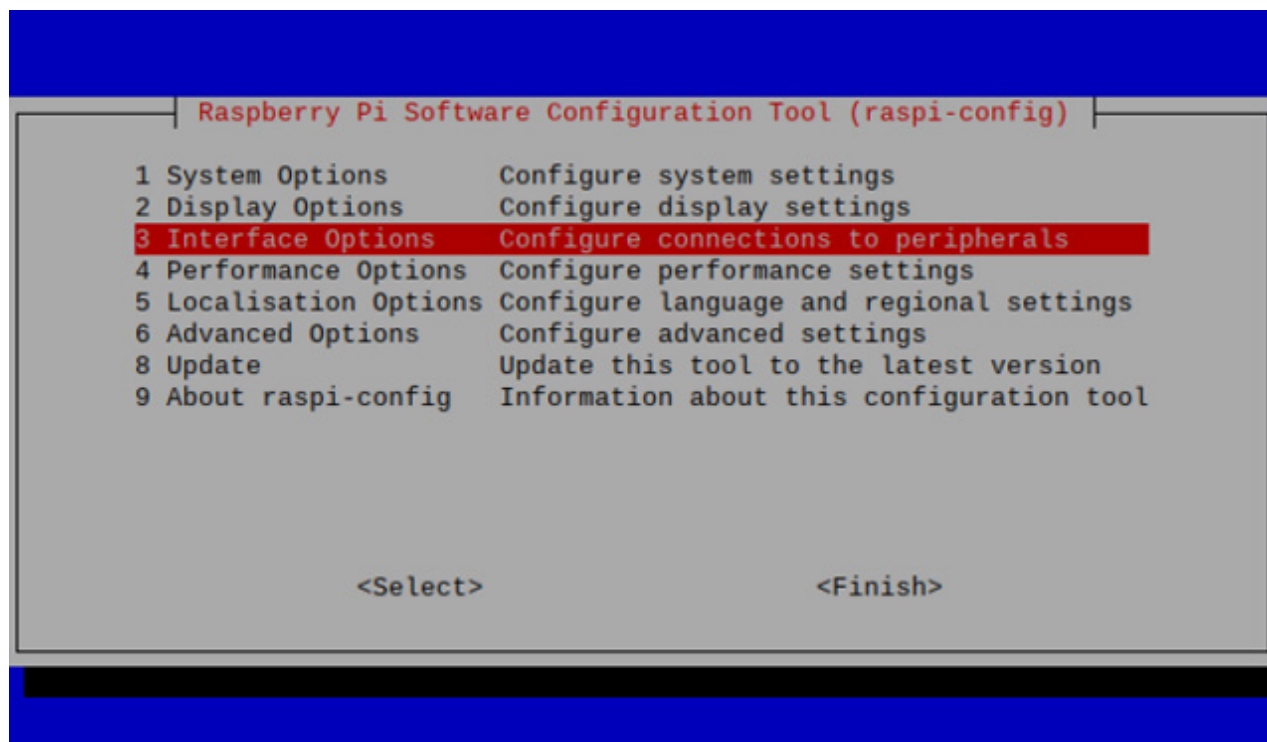 Raspberry Pi Software Configuration Tool (raspi-config)
1 System Options Configure system settings
2 Display Options Configure display settings
3 Interface Options Configure connections to peripherals
4 Performance Options Configure performance settings
5 Localisation Options Configure language and regional settings
6 Advanced Options Configure advanced settings
8 Update Update this tool to the latest version
9 About raspi-config Information about this configuration tool
<Select> <Finish>